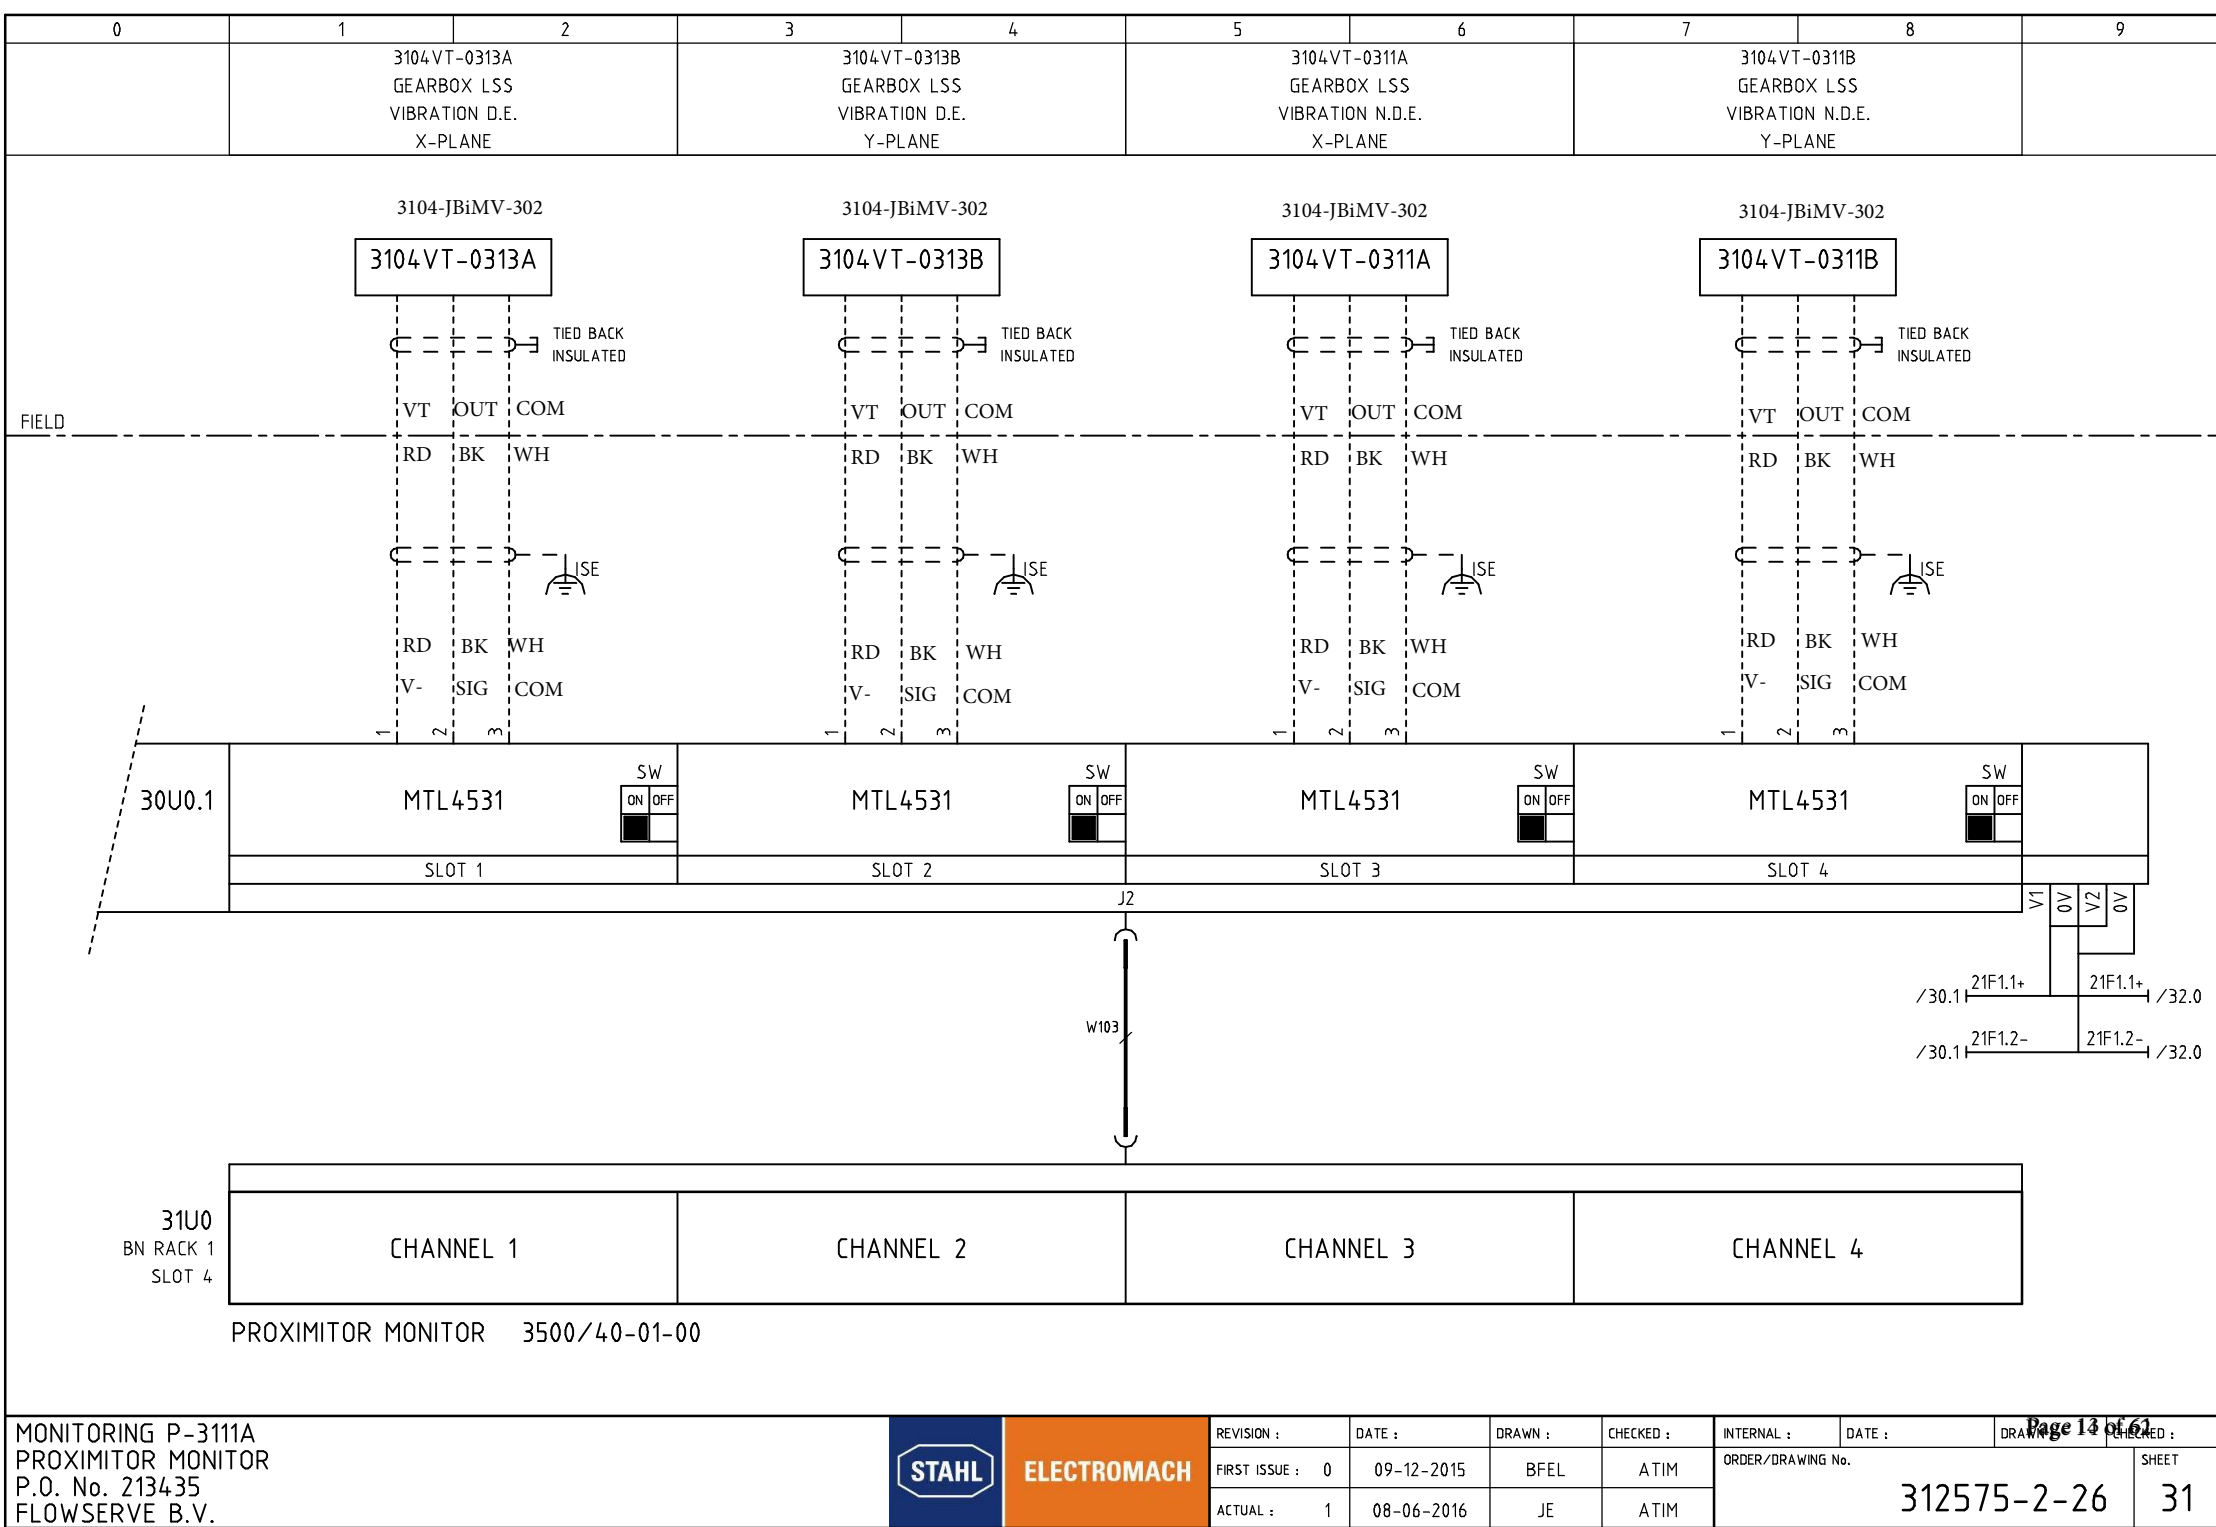 0 1 2 3 4 5 6 7 8 9
3104VT-0313A
GEARBOX LSS
VIBRATION D.E.
X-PLANE
3104VT-0313B
GEARBOX LSS
VIBRATION D.E.
Y-PLANE
3104VT-0311A
GEARBOX LSS
VIBRATION N.D.E.
X-PLANE
3104VT-0311B
GEARBOX LSS
VIBRATION N.D.E.
Y-PLANE
3104-JBiMV-302 3104-JBiMV-302 3104-JBiMV-302 3104-JBiMV-302
3104VT-0313A 3104VT-0313B 3104VT-0311A 3104VT-0311B
TIED BACK TIED BACK TIED BACK TIED BACK
INSULATED INSULATED INSULATED INSULATED
VT OUT COM VT OUT COM VT OUT COM VT OUT COM
FIELD
RD BK WH RD BK WH RD BK WH RD BK WH
ISE ISE ISE ISE
RD BK WH RD BK WH RD BK WH RD BK WH
V- SIG COM V- SIG COM V- SIG COM V- SIG COM
1 2 3 1 2 3 1 2 3 1 2 3
SW SW SW SW
30U0.1 MTL4531 ON OFF MTL4531 ON OFF MTL4531 ON OFF MTL4531 ON OFF
SLOT 1 SLOT 2 SLOT 3 SLOT 4
J2
V1 0V V2 0V
/30.1 21F1.1+ 21F1.1+ /32.0
W103
/30.1 21F1.2- 21F1.2- /32.0
31U0
BN RACK 1
SLOT 4
CHANNEL 1 CHANNEL 2 CHANNEL 3 CHANNEL 4
PROXIMITOR MONITOR 3500/40-01-00
MONITORING P-3111A
PROXIMITOR MONITOR
P.O. No. 213435
FLOWSERVE B.V.
STAHL ELECTROMACH
REVISION : DATE : DRAWN : CHECKED :
FIRST ISSUE : 0 09-12-2015 BFEL ATIM
ACTUAL : 1 08-06-2016 JE ATIM
INTERNAL : DATE :
Page of
ORDER/DRAWING No.
312575-2-26
SHEET
31